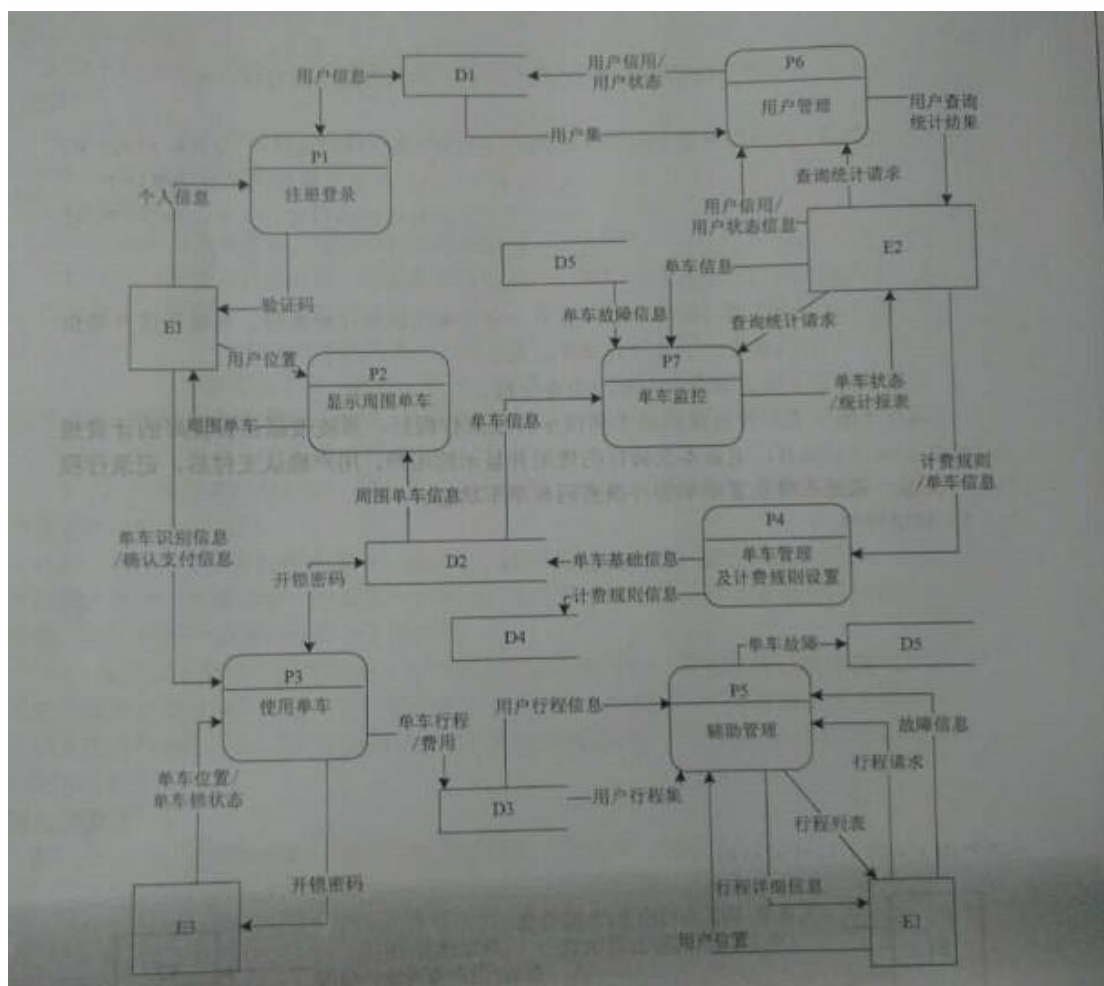 用户信息
D1
用户信用/
用户状态
P6
用户管理
用户查询
统计结果
用户集
P1
注册登录
个人信息
查询统计请求
用户信用/
用户状态信息
E2
D5
单车信息
验证码
E1
单车故障信息
查询统计请求
用户位置
P2
显示周围单车
P7
单车监控
单车状态
/统计报表
单车信息
周围单车
计费规则
/单车信息
周围单车信息
单车识别信息
/确认支付信息
P4
单车管理
及计费规则设置
D2
单车基础信息
开锁密码
计费规则信息
D4
单车故障
D5
P3
使用单车
P5
辅助管理
用户行程信息
单车行程
/费用
故障信息
行程请求
单车位置/
单车锁状态
D3
用户行程集
行程列表
开锁密码
行程详细信息
E3
E1
用户位置